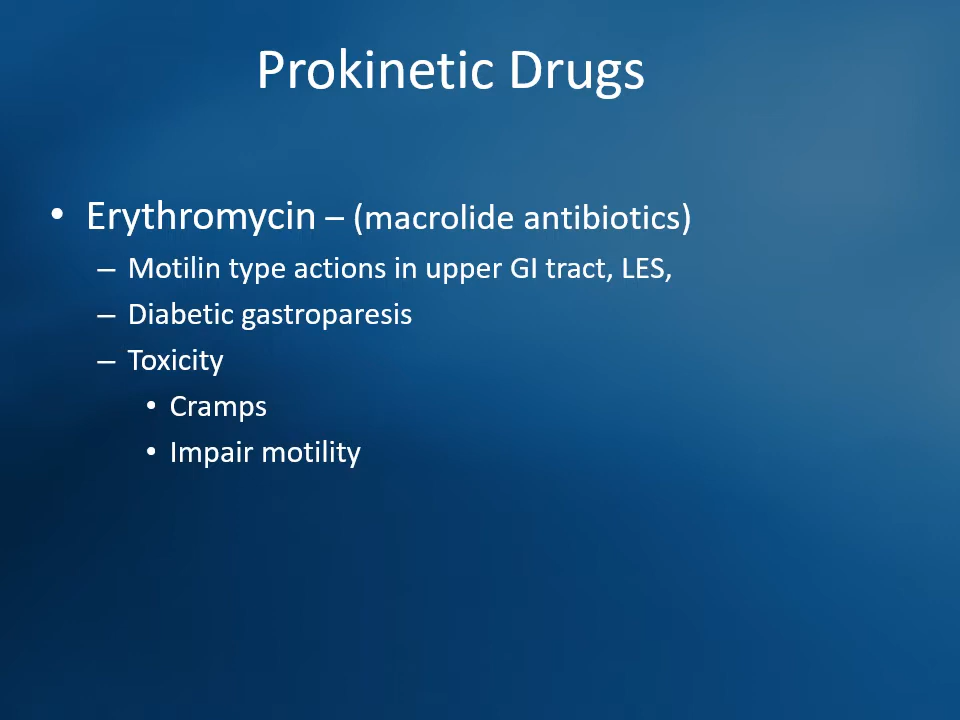 Prokinetic Drugs
• Erythromycin – (macrolide antibiotics)
– Motilin type actions in upper GI tract, LES,
– Diabetic gastroparesis
– Toxicity
• Cramps
• Impair motility